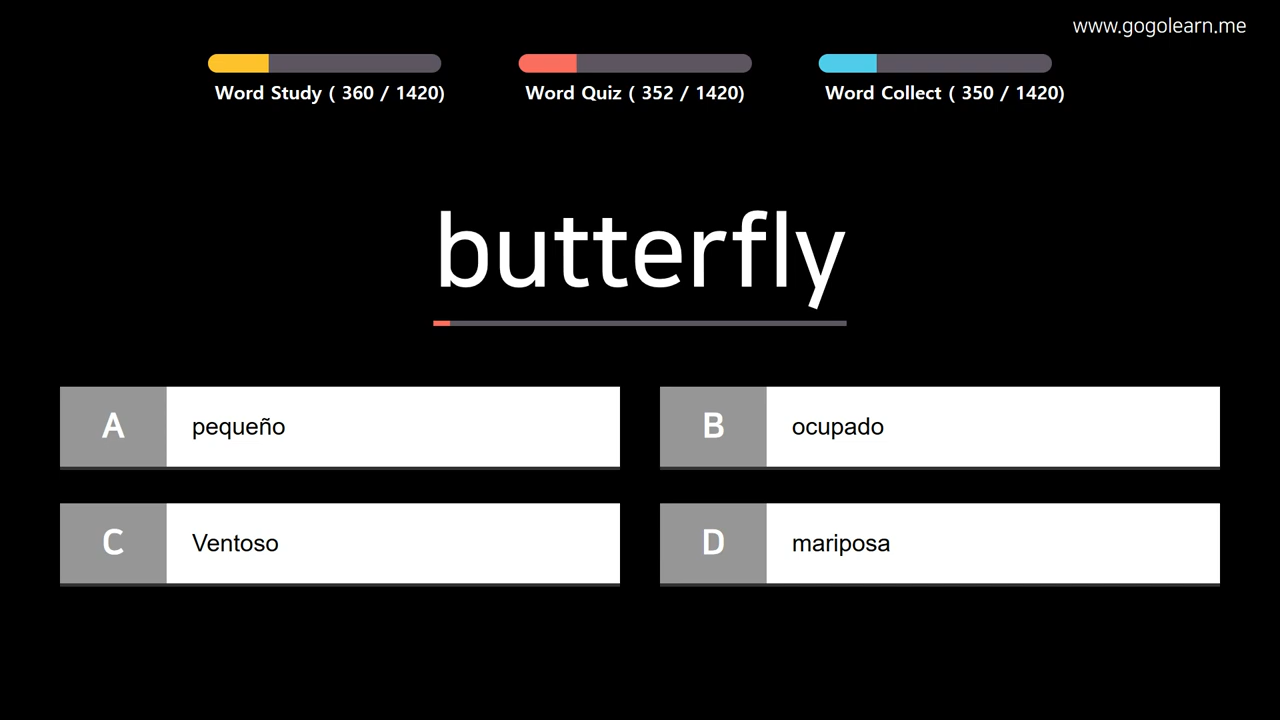 www.gogolearn.me
Word Study ( 360 / 1420)
Word Quiz ( 352 / 1420)
Word Collect ( 350 / 1420)
butterfly
A pequeño
B ocupado
C Ventoso
D mariposa